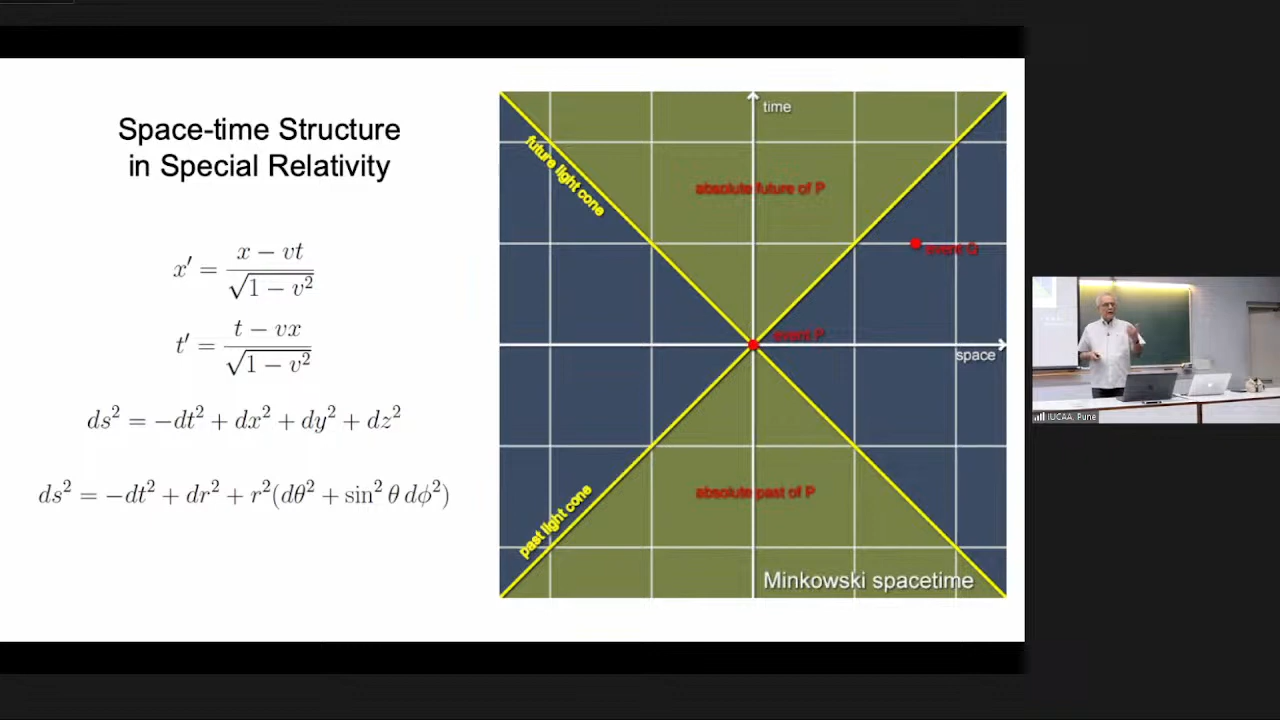 Space-time Structure
in Special Relativity
x′ = (x − vt) / √(1 − v²)
t′ = (t − vx) / √(1 − v²)
ds² = −dt² + dx² + dy² + dz²
ds² = −dt² + dr² + r²(dθ² + sin² θ dϕ²)
time
future light cone
absolute future of P
event Q
event P
space
past light cone
absolute past of P
Minkowski spacetime
IUCAA, Pune